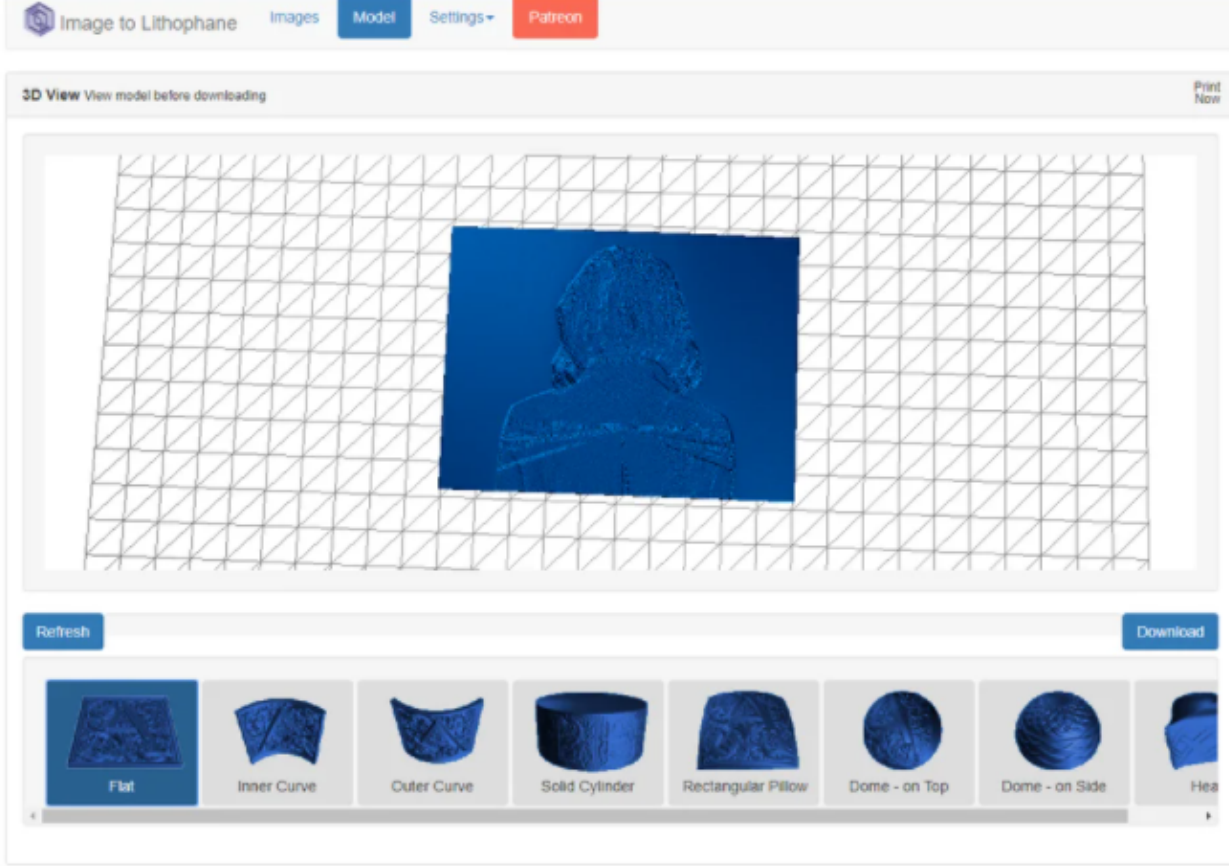 Image to Lithophane Images Model Settings Patreon
3D View View model before downloading
Print
Now
Refresh
Download
Flat Inner Curve Outer Curve Solid Cylinder Rectangular Pillow Dome - on Top Dome - on Side Hea